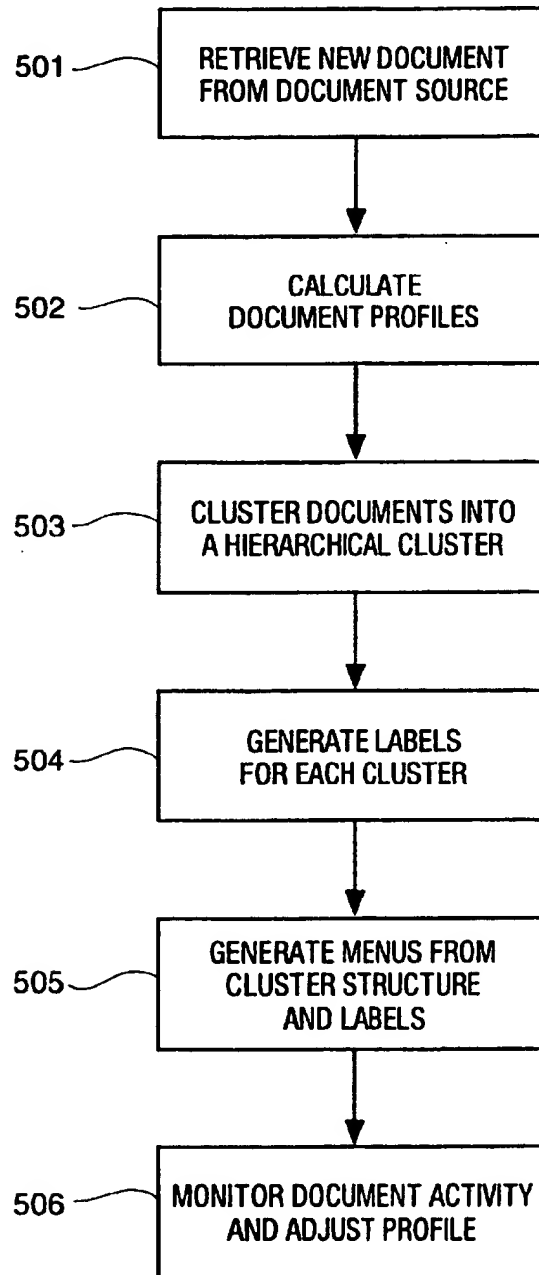 501
RETRIEVE NEW DOCUMENT
FROM DOCUMENT SOURCE
502
CALCULATE
DOCUMENT PROFILES
503
CLUSTER DOCUMENTS INTO
A HIERARCHICAL CLUSTER
504
GENERATE LABELS
FOR EACH CLUSTER
505
GENERATE MENUS FROM
CLUSTER STRUCTURE
AND LABELS
506
MONITOR DOCUMENT ACTIVITY
AND ADJUST PROFILE